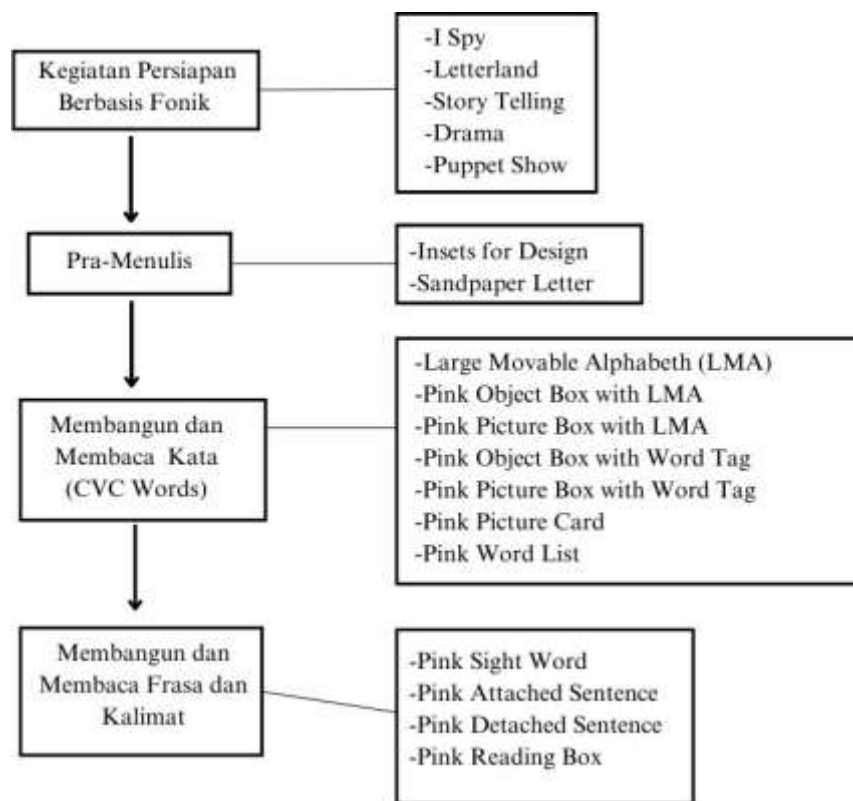 Kegiatan Persiapan
Berbasis Fonik
-I Spy
-Letterland
-Story Telling
-Drama
-Puppet Show
Pra-Menulis
-Insets for Design
-Sandpaper Letter
Membangun dan
Membaca Kata
(CVC Words)
-Large Movable Alphabeth (LMA)
-Pink Object Box with LMA
-Pink Picture Box with LMA
-Pink Object Box with Word Tag
-Pink Picture Box with Word Tag
-Pink Picture Card
-Pink Word List
Membangun dan
Membaca Frasa dan
Kalimat
-Pink Sight Word
-Pink Attached Sentence
-Pink Detached Sentence
-Pink Reading Box